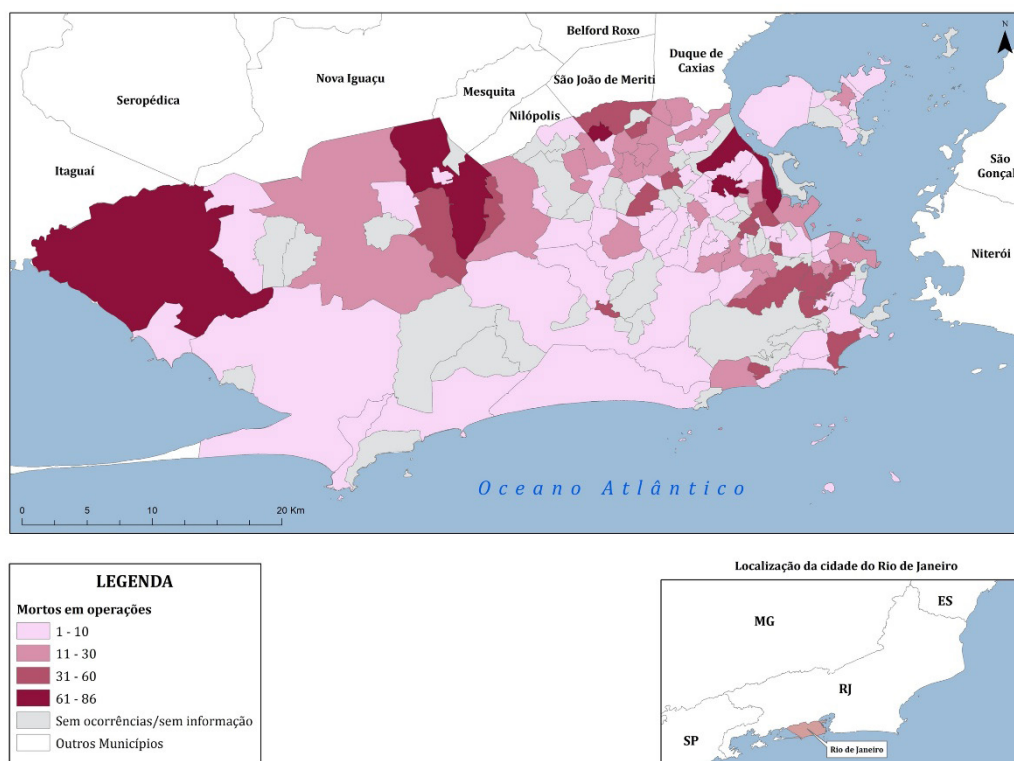 Belford Roxo
Duque de
Caxias
N
Nova Iguaçu
Mesquita
São João de Meriti
Seropédica
Nilópolis
Itaguaí
São
Gonçal
Niterói
Oceano Atlântico
0 5 10 20 Km
LEGENDA
Mortos em operações
1 - 10
11 - 30
31 - 60
61 - 86
Sem ocorrências/sem informação
Outros Municípios
Localização da cidade do Rio de Janeiro
ES
MG
RJ
SP
Rio de Janeiro